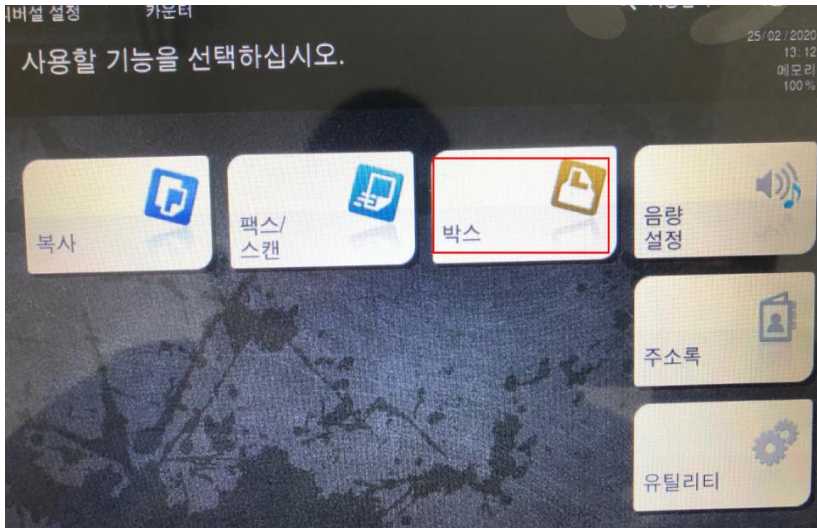 설정
카운터
25/02/2020
사용할 기능을 선택하십시오.
13:12
메모리
100%
복사
팩스/
스캔
박스
음량
설정
주소록
유틸리티